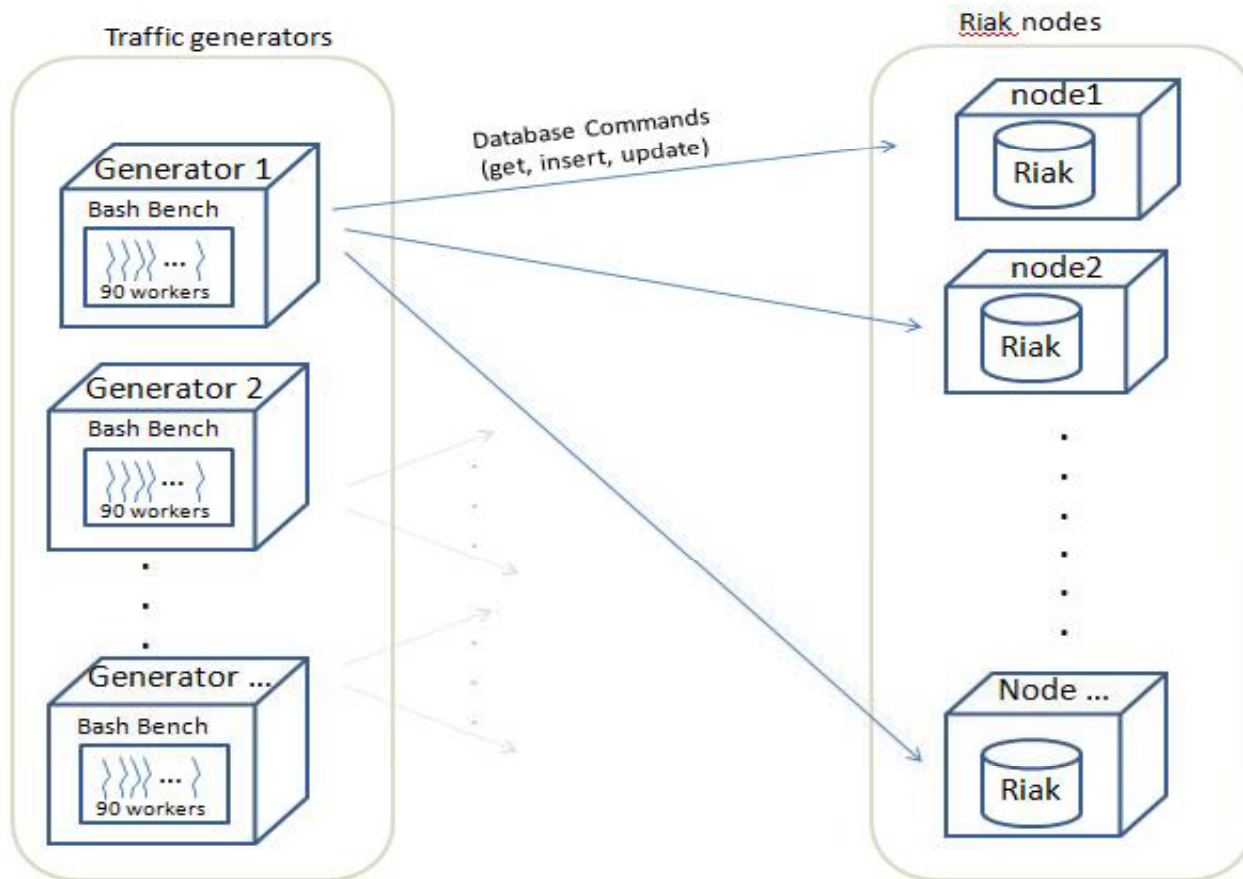 Traffic generators
Generator 1
Bash Bench
...
90 workers
Generator 2
Bash Bench
...
90 workers
Generator ...
Bash Bench
...
90 workers
Database Commands
(get, insert, update)
Riak nodes
node1
Riak
node2
Riak
Node ...
Riak